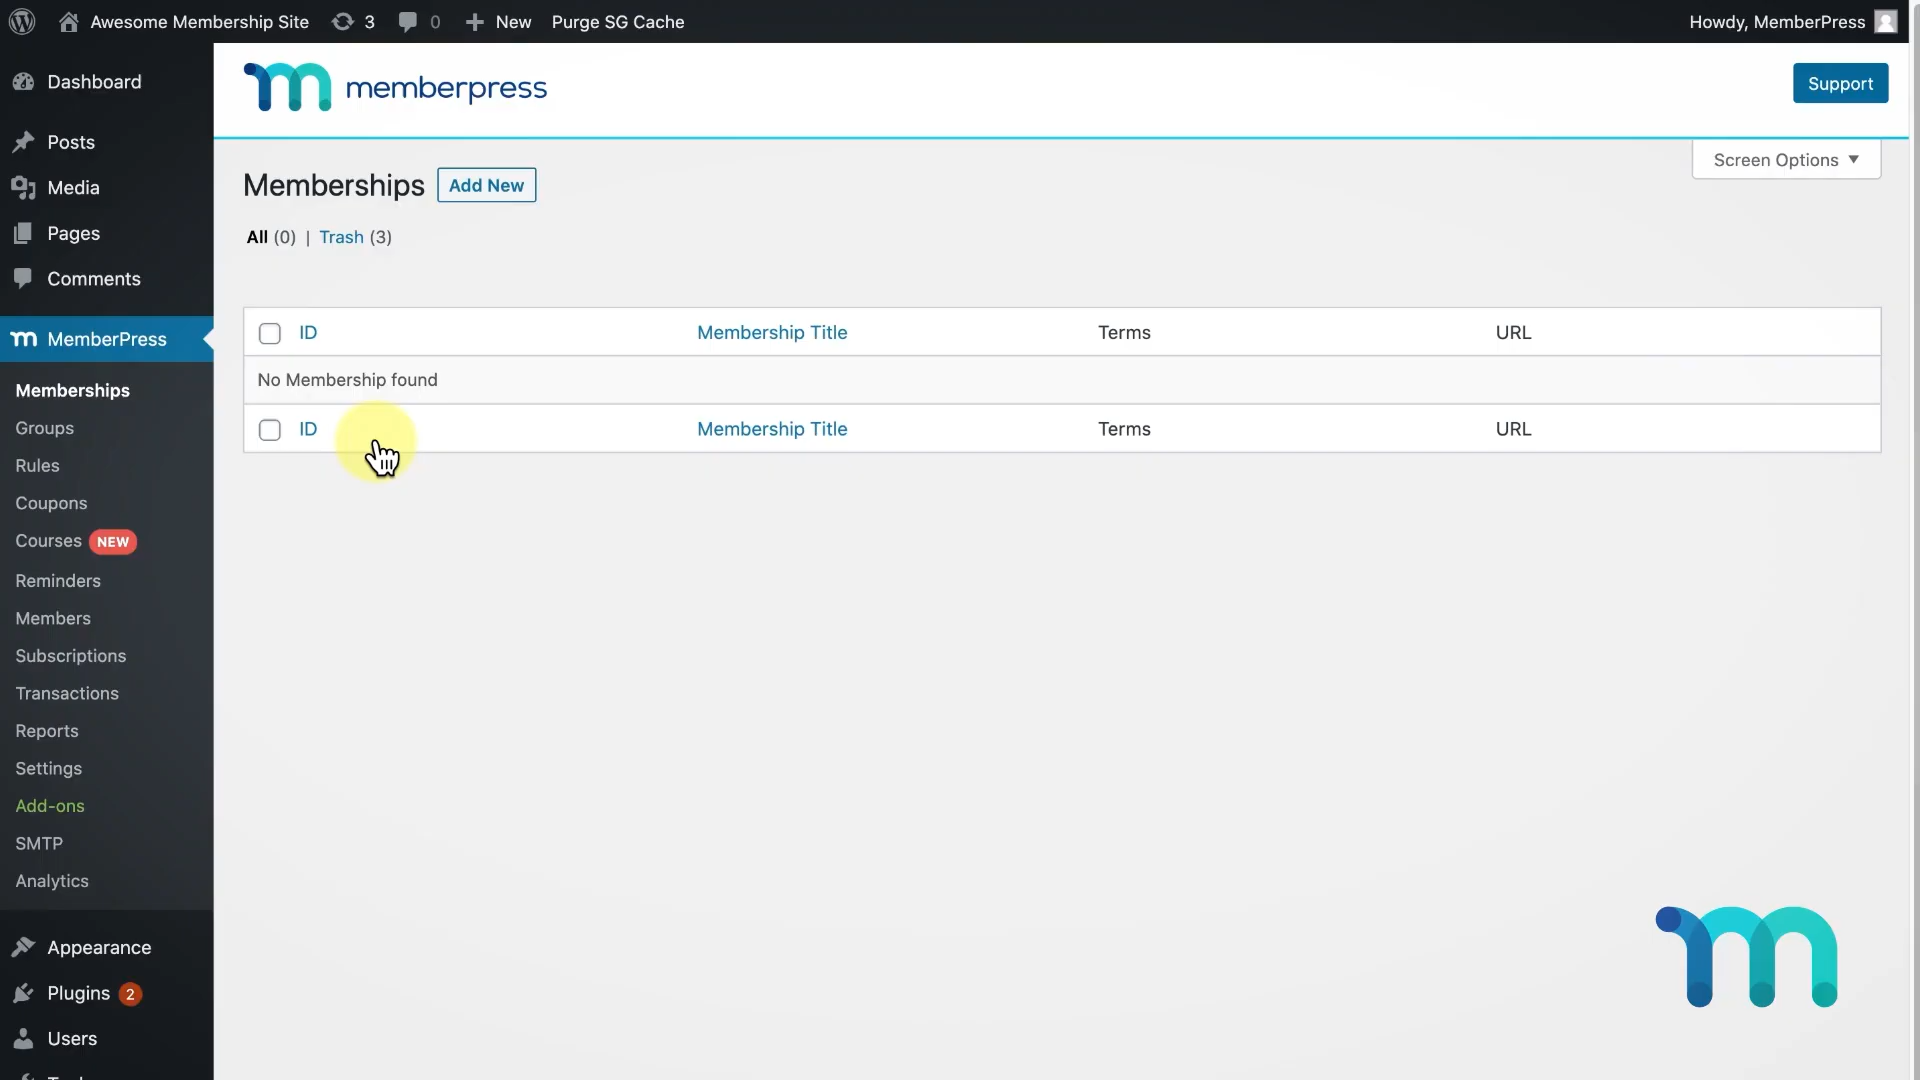 Awesome Membership Site 3 0 New Purge SG Cache Howdy, MemberPress
memberpress
Support
Screen Options ▼
Memberships Add New
All (0) | Trash (3)
ID Membership Title Terms URL
No Membership found
ID Membership Title Terms URL
Dashboard
Posts
Media
Pages
Comments
MemberPress
Memberships
Groups
Rules
Coupons
Courses NEW
Reminders
Members
Subscriptions
Transactions
Reports
Settings
Add-ons
SMTP
Analytics
Appearance
Plugins 2
Users